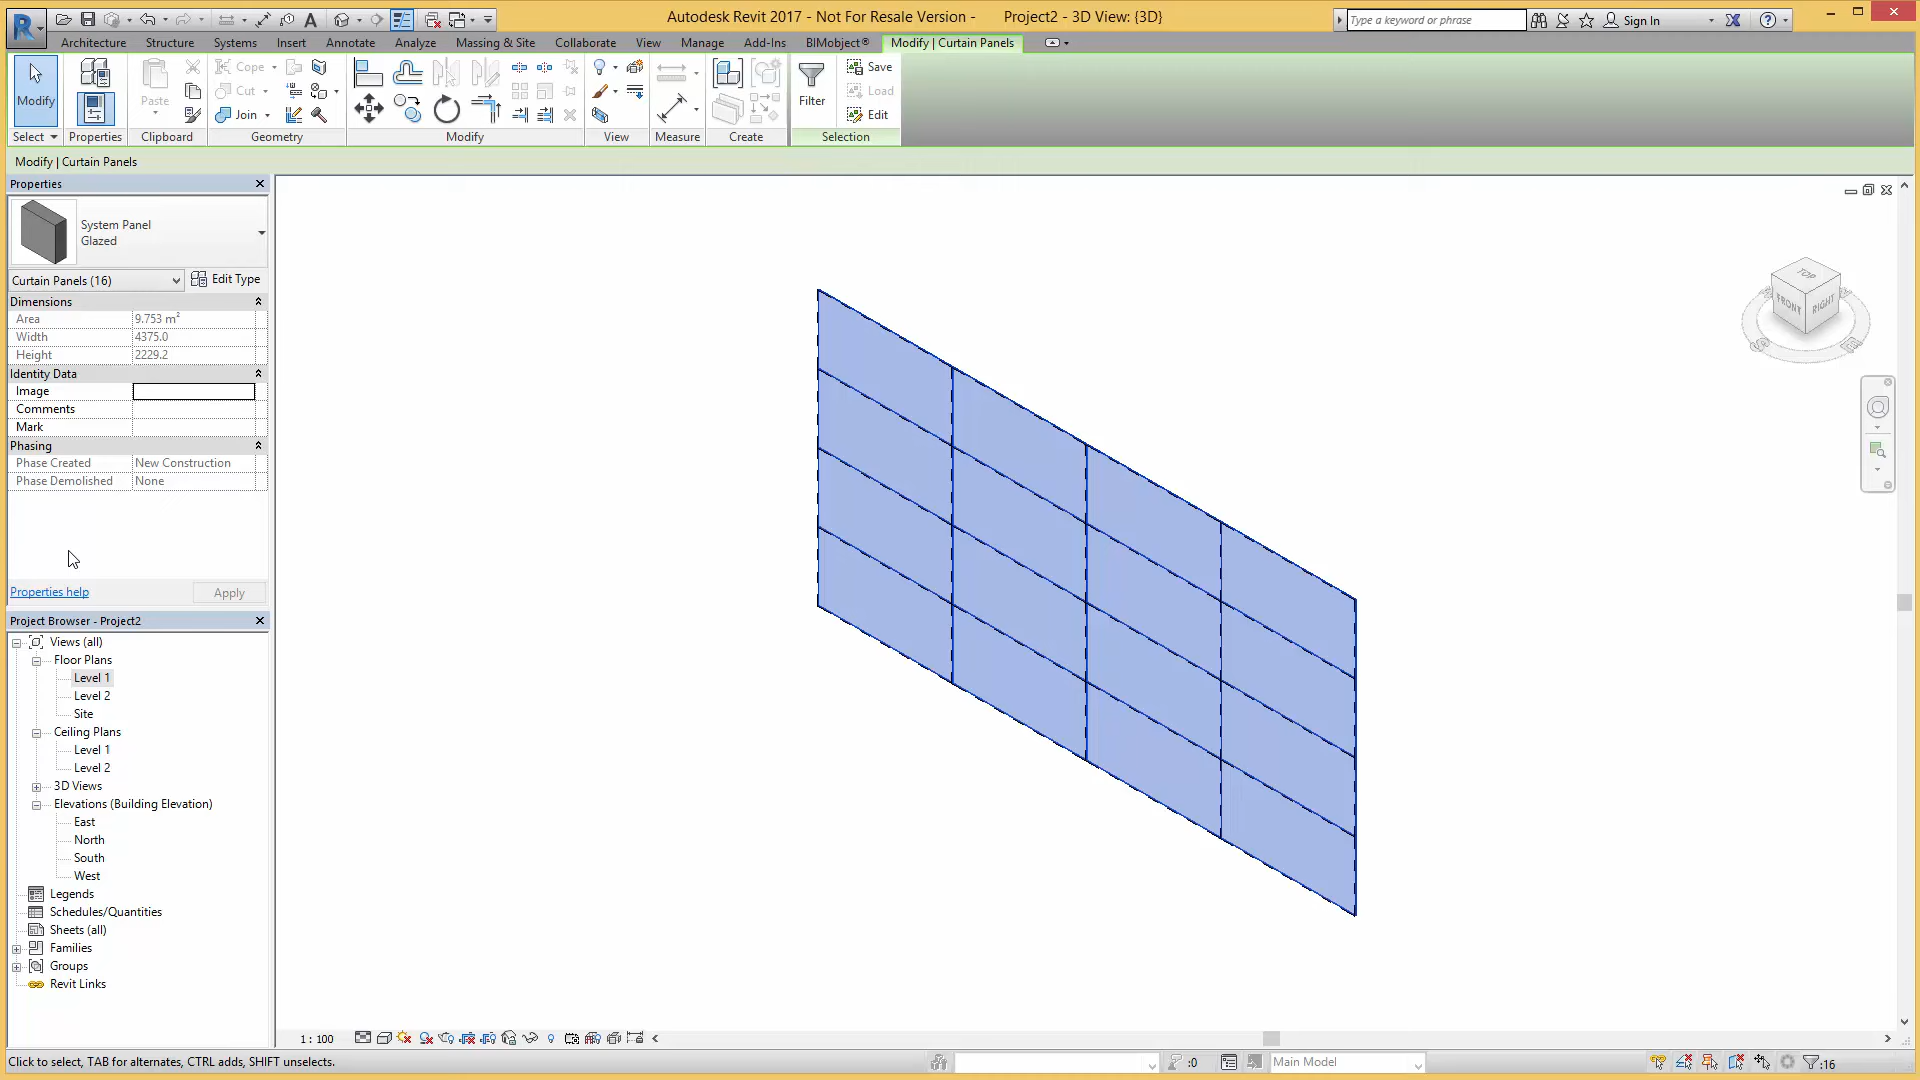 Autodesk Revit 2017 - Not For Resale Version - Project2 - 3D View: {3D}
Type a keyword or phrase
Sign In
Architecture Structure Systems Insert Annotate Analyze Massing & Site Collaborate View Manage Add-Ins BIMobject® Modify | Curtain Panels
Modify
Paste
Cope
Cut
Join
Filter
Save
Load
Edit
Select Properties Clipboard Geometry Modify View Measure Create Selection
Modify | Curtain Panels
Properties
System Panel
Glazed
Curtain Panels (16) Edit Type
Dimensions
Area 9.753 m²
Width 4375.0
Height 2229.2
Identity Data
Image
Comments
Mark
Phasing
Phase Created New Construction
Phase Demolished None
Properties help Apply
Project Browser - Project2
Views (all)
Floor Plans
Level 1
Level 2
Site
Ceiling Plans
Level 1
Level 2
3D Views
Elevations (Building Elevation)
East
North
South
West
Legends
Schedules/Quantities
Sheets (all)
Families
Groups
Revit Links
TOP
FRONT
RIGHT
1 : 100
Click to select, TAB for alternates, CTRL adds, SHIFT unselects.
:0
Main Model
:16